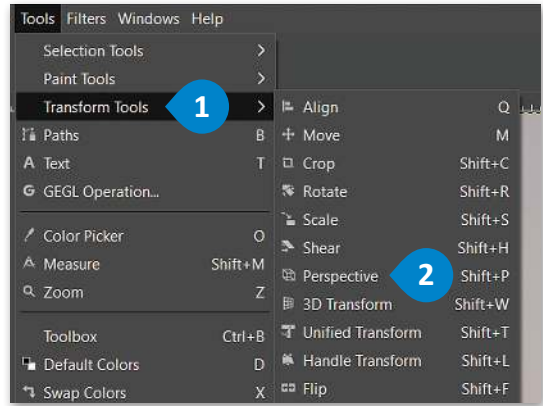 Tools Filters Windows Help
Selection Tools >
Paint Tools >
Transform Tools 1 >
Paths B
A Text T
G GEGL Operation...
Color Picker O
Measure Shift+M
Zoom Z
Toolbox Ctrl+B
Default Colors D
Swap Colors X
Align Q
Move M
Crop Shift+C
Rotate Shift+R
Scale Shift+S
Shear Shift+H
Perspective 2 Shift+P
3D Transform Shift+W
Unified Transform Shift+T
Handle Transform Shift+L
Flip Shift+F